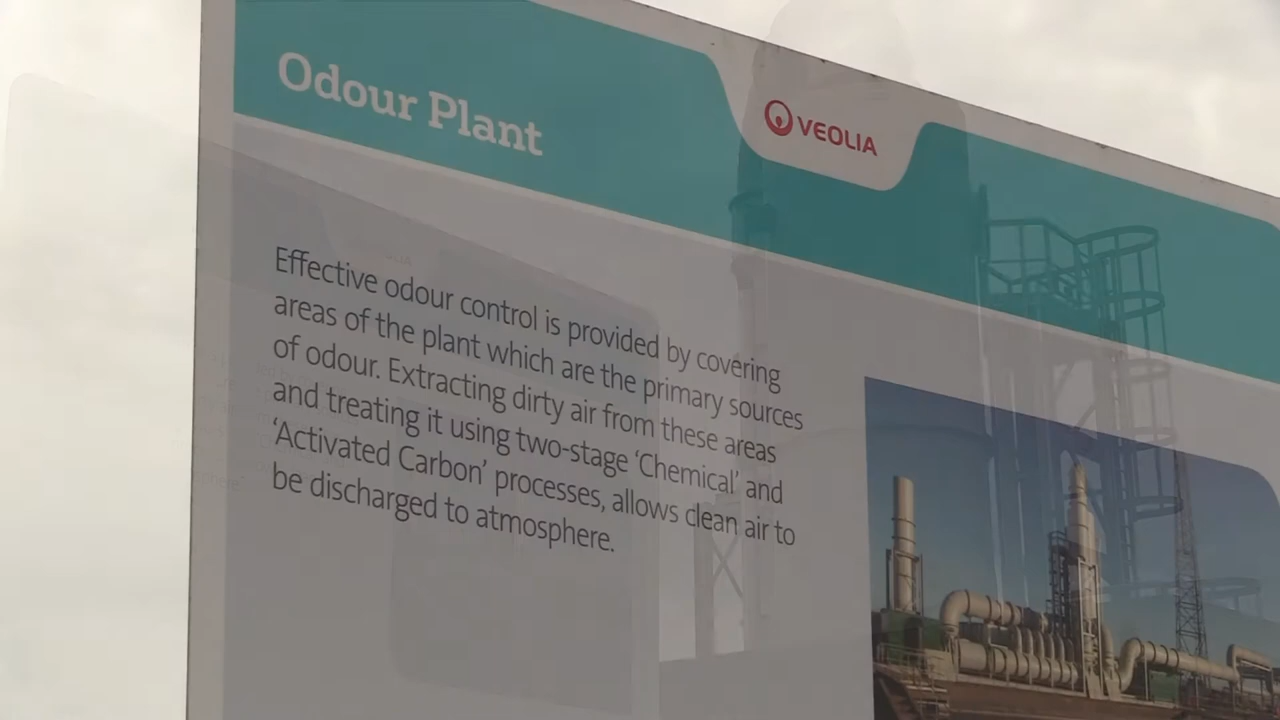 Odour Plant
VEOLIA
Effective odour control is provided by covering
areas of the plant which are the primary sources
of odour. Extracting dirty air from these areas
and treating it using two-stage ‘Chemical’ and
‘Activated Carbon’ processes, allows clean air to
be discharged to atmosphere.